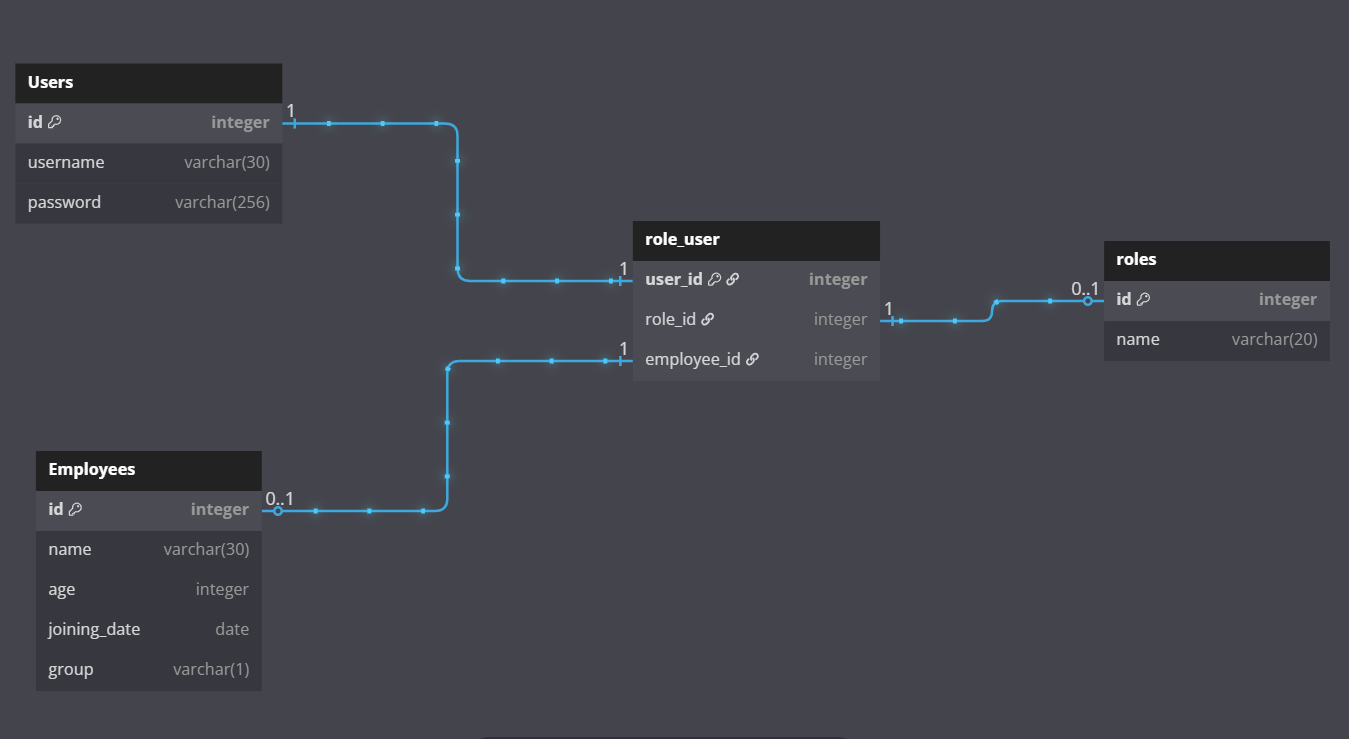 Users
id integer
username varchar(30)
password varchar(256)
1
1
role_user
user_id integer
role_id integer
employee_id integer
1
1
0..1
roles
id integer
name varchar(20)
Employees
id integer
name varchar(30)
age integer
joining_date date
group varchar(1)
0..1